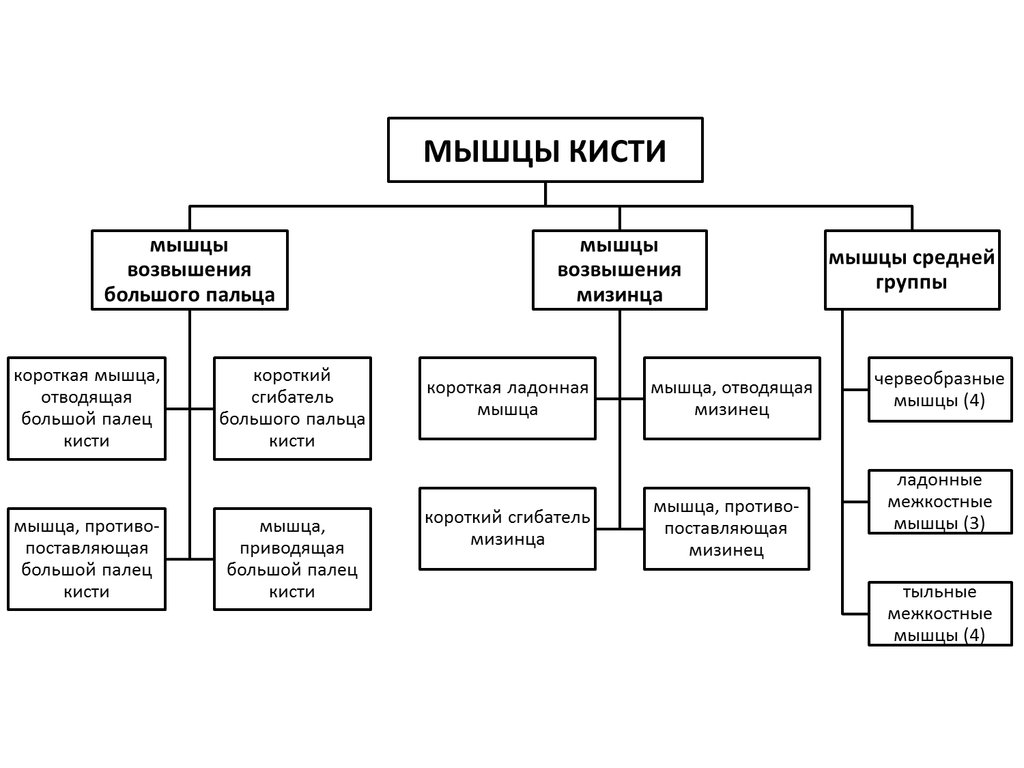 МЫШЦЫ КИСТИ
мышцы
возвышения
большого пальца
мышцы
возвышения
мизинца
мышцы средней
группы
короткая мышца,
отводящая
большой палец
кисти
короткий
сгибатель
большого пальца
кисти
короткая ладонная
мышца
мышца, отводящая
мизинец
червеобразные
мышцы (4)
мышца, противо-
поставляющая
большой палец
кисти
мышца,
приводящая
большой палец
кисти
короткий сгибатель
мизинца
мышца, противо-
поставляющая
мизинец
ладонные
межкостные
мышцы (3)
тыльные
межкостные
мышцы (4)